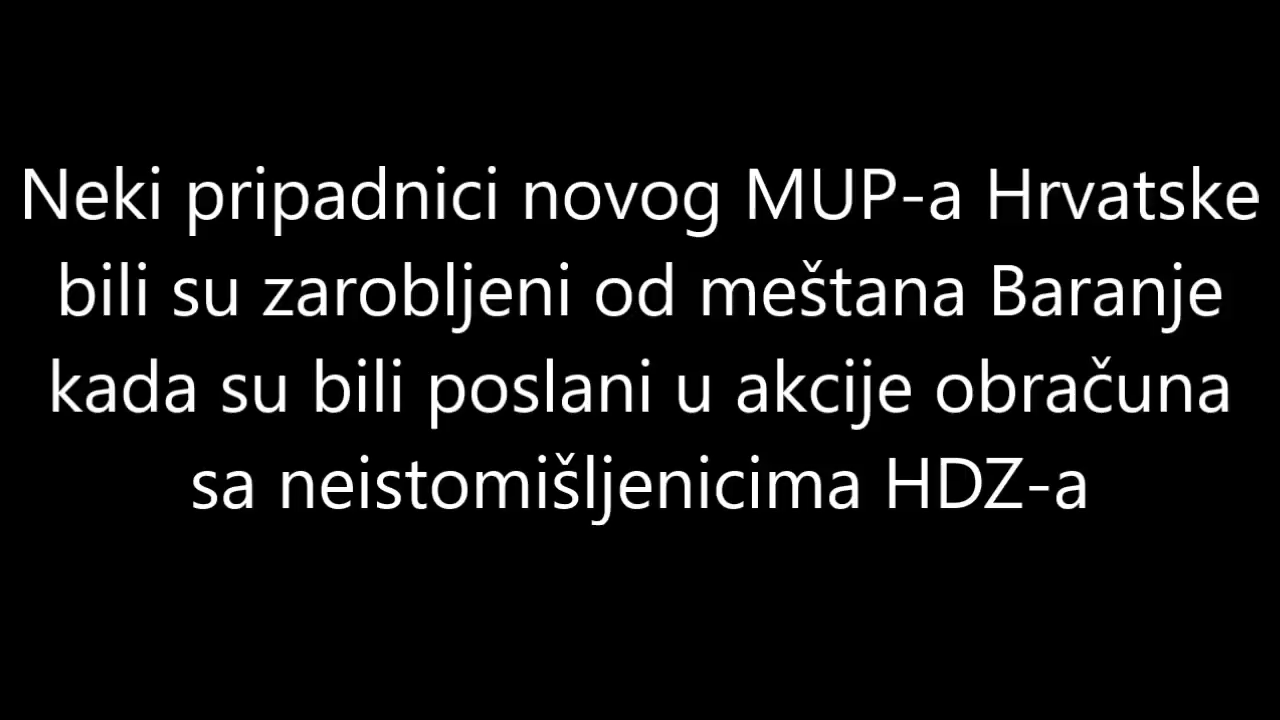 Neki pripadnici novog MUP-a Hrvatske
bili su zarobljeni od meštana Baranje
kada su bili poslani u akcije obračuna
sa neistomišljenicima HDZ-a